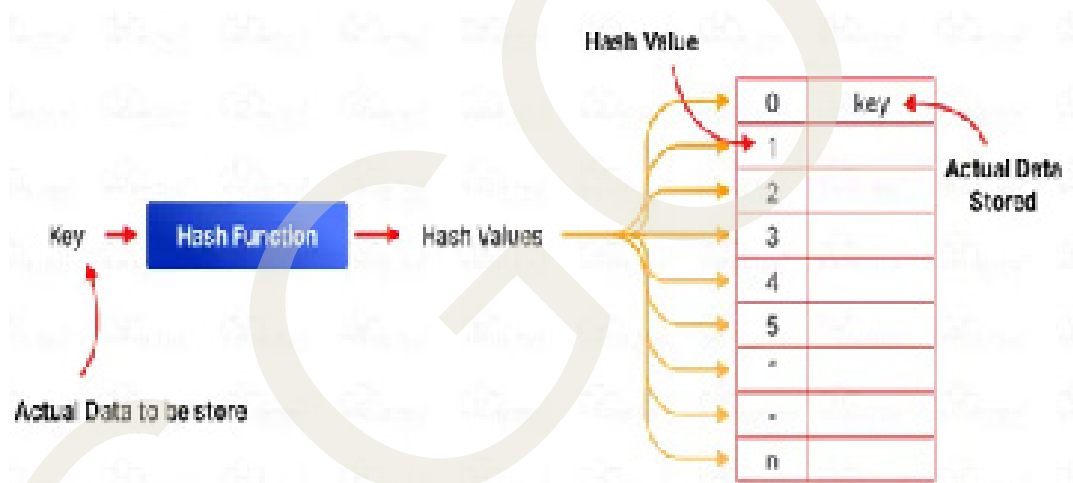 Hash Value
0 key
1
Actual Data
Stored
2
Key Hash Function Hash Values 3
4
5
-
-
n
Actual Data to be store